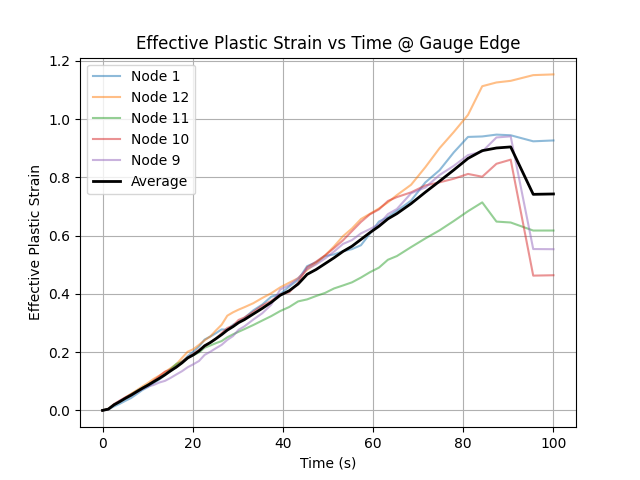 Effective Plastic Strain vs Time @ Gauge Edge
Effective Plastic Strain
1.2
1.0
0.8
0.6
0.4
0.2
0.0
Node 1
Node 12
Node 11
Node 10
Node 9
Average
0
20
40
60
80
100
Time (s)